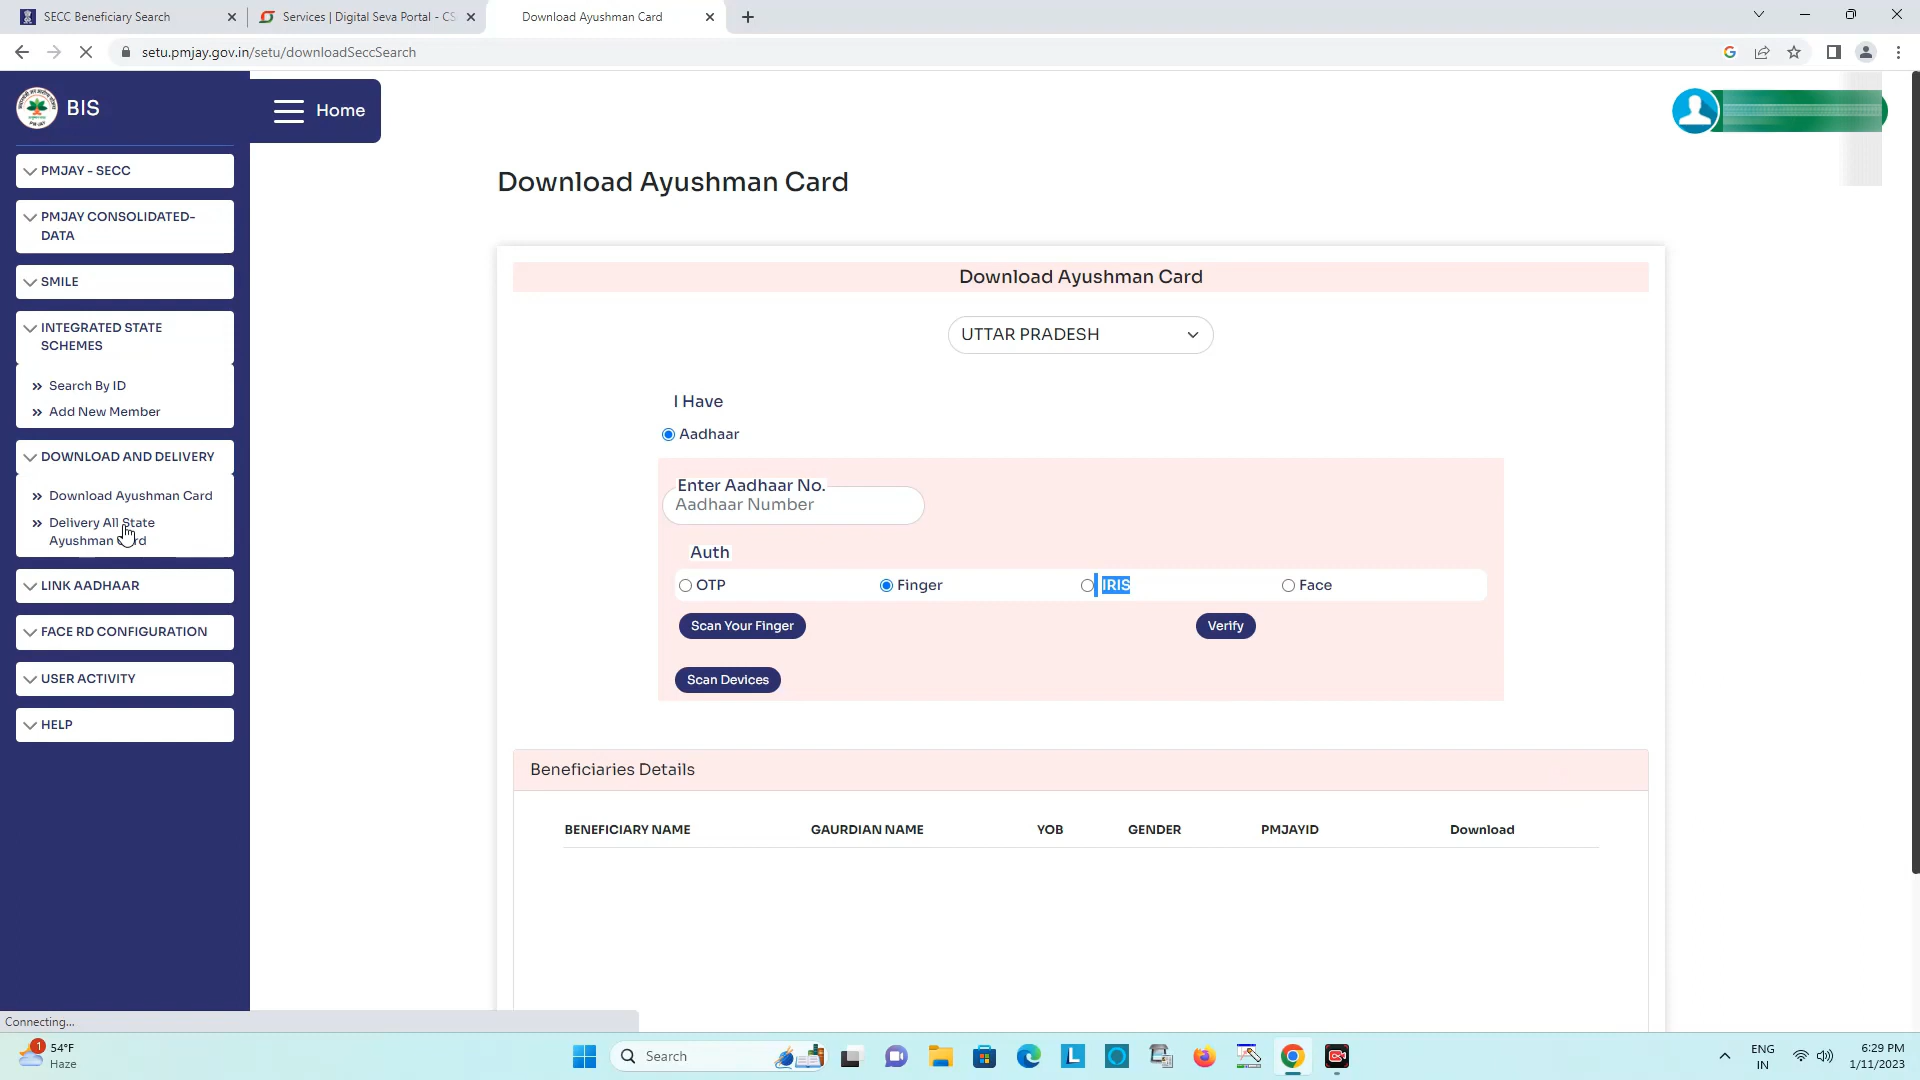 SECC Beneficiary Search
Services | Digital Seva Portal - CS
Download Ayushman Card
setu.pmjay.gov.in/setu/downloadSeccSearch
BIS
Home
PMJAY - SECC
PMJAY CONSOLIDATED-
DATA
SMILE
INTEGRATED STATE
SCHEMES
Search By ID
Add New Member
DOWNLOAD AND DELIVERY
Download Ayushman Card
Delivery All State
Ayushman Card
LINK AADHAAR
FACE RD CONFIGURATION
USER ACTIVITY
HELP
Download Ayushman Card
Download Ayushman Card
UTTAR PRADESH
I Have
Aadhaar
Enter Aadhaar No.
Aadhaar Number
Auth
OTP Finger IRIS Face
Scan Your Finger Verify
Scan Devices
Beneficiaries Details
BENEFICIARY NAME GAURDIAN NAME YOB GENDER PMJAYID Download
Connecting...
1 54°F
Haze
Search
ENG
IN
6:29 PM
1/11/2023